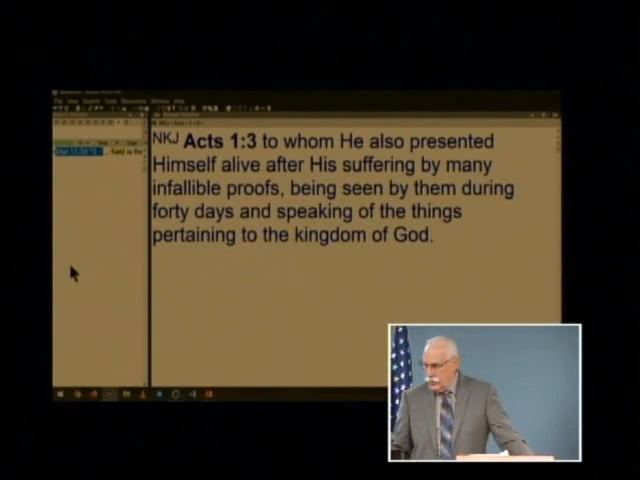 NKJ Acts 1:3 to whom He also presented
Himself alive after His suffering by many
infallible proofs, being seen by them during
forty days and speaking of the things
pertaining to the kingdom of God.